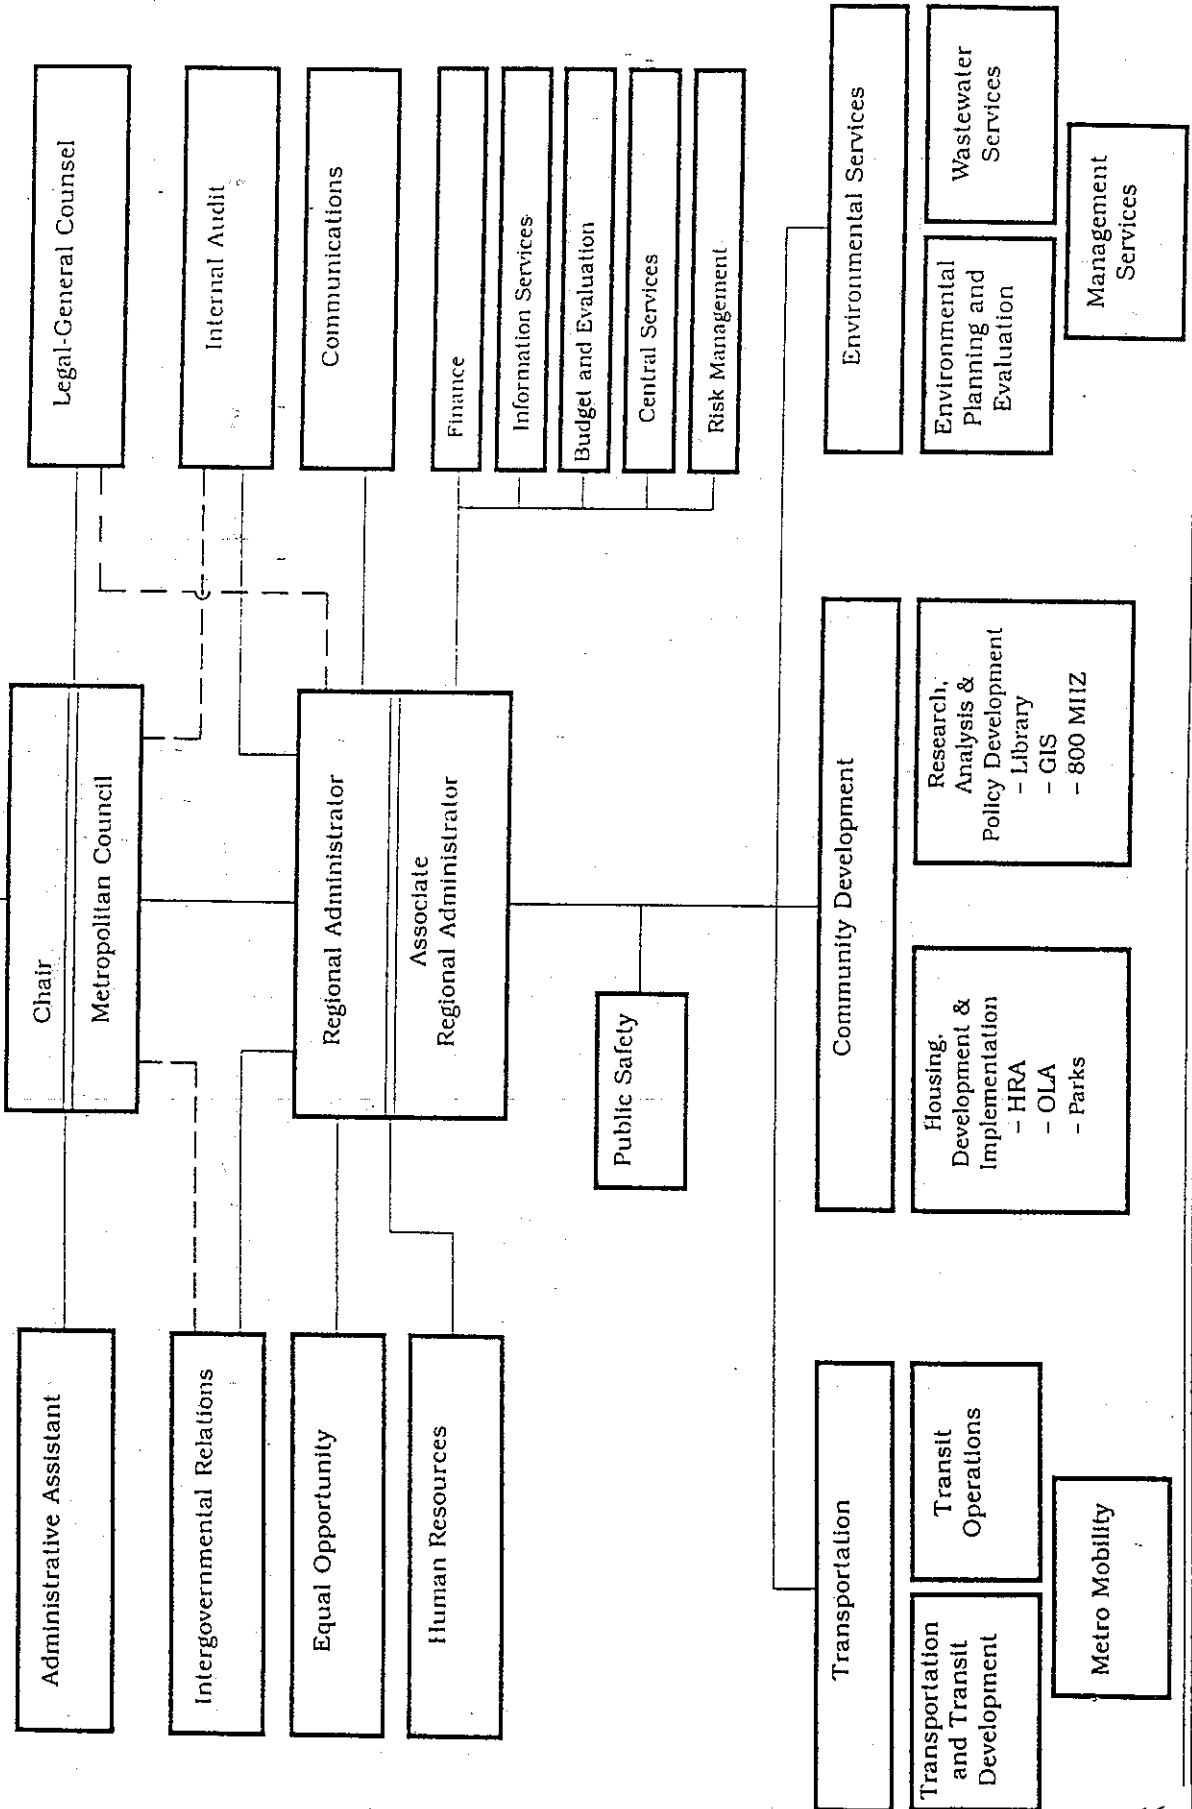 Chair
Metropolitan Council
Administrative Assistant
Legal-General Counsel
Intergovernmental Relations
Internal Audit
Equal Opportunity
Communications
Human Resources
Regional Administrator
Associate
Regional Administrator
Finance
Information Services
Budget and Evaluation
Central Services
Risk Management
Public Safety
Transportation
Transportation
and Transit
Development
Transit
Operations
Metro Mobility
Community Development
Housing,
Development &
Implementation
- HRA
- OLA
- Parks
Research,
Analysis &
Policy Development
- Library
- GIS
- 800 MHZ
Environmental Services
Environmental
Planning and
Evaluation
Wastewater
Services
Management
Services